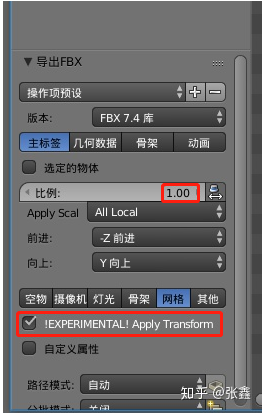 导出FBX
操作项预设
版本: FBX 7.4 库
主标签 几何数据 骨架 动画
选定的物体
比例: 1.00
Apply Scal All Local
前进: -Z 前进
向上: Y 向上
空物 摄像机 灯光 骨架 网格 其他
!EXPERIMENTAL! Apply Transform
自定义属性
路径模式: 自动
知乎 @张鑫